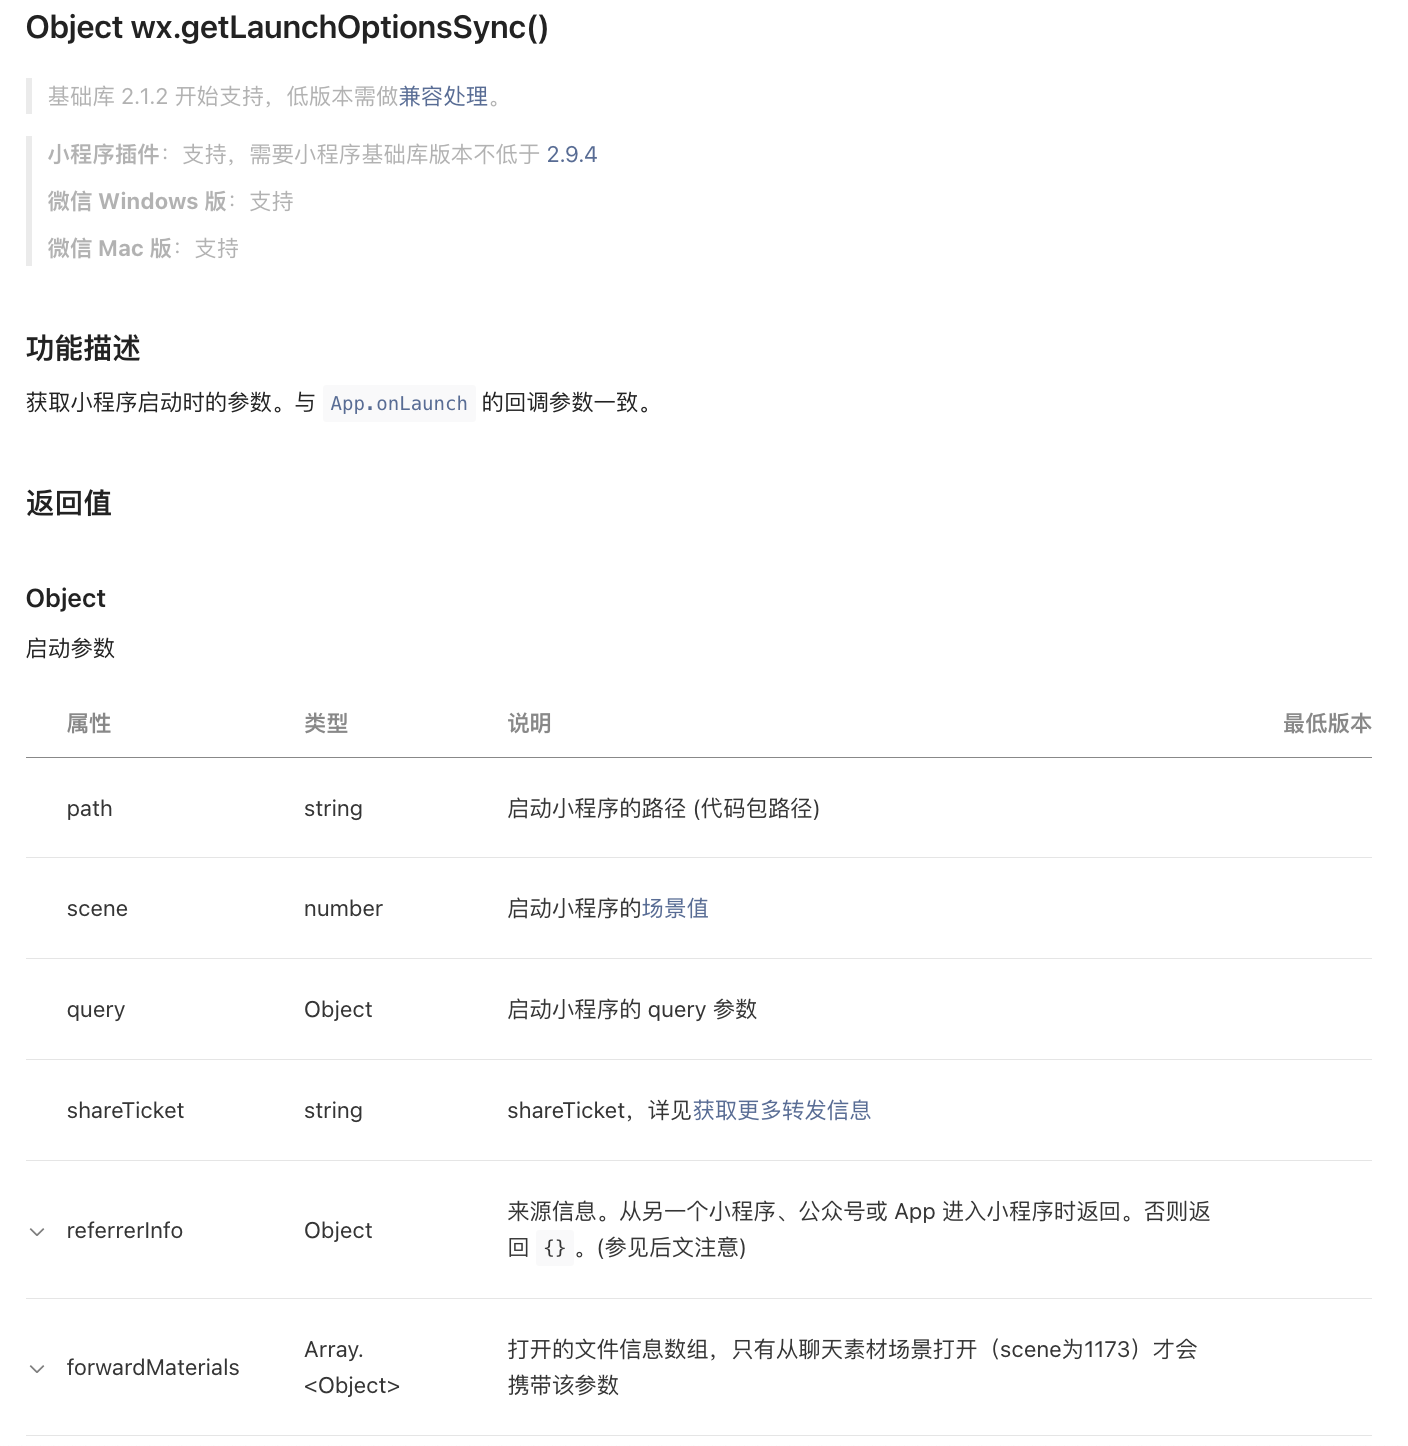 Object wx.getLaunchOptionsSync()
基础库 2.1.2 开始支持，低版本需做兼容处理。
小程序插件：支持，需要小程序基础库版本不低于 2.9.4
微信 Windows 版：支持
微信 Mac 版：支持
功能描述
获取小程序启动时的参数。与 App.onLaunch 的回调参数一致。
返回值
Object
启动参数
属性 类型 说明 最低版本
path string 启动小程序的路径 (代码包路径)
scene number 启动小程序的场景值
query Object 启动小程序的 query 参数
shareTicket string shareTicket，详见获取更多转发信息
referrerInfo Object 来源信息。从另一个小程序、公众号或 App 进入小程序时返回。否则返
回 {} 。(参见后文注意)
forwardMaterials Array. 打开的文件信息数组，只有从聊天素材场景打开（scene为1173）才会
<Object> 携带该参数